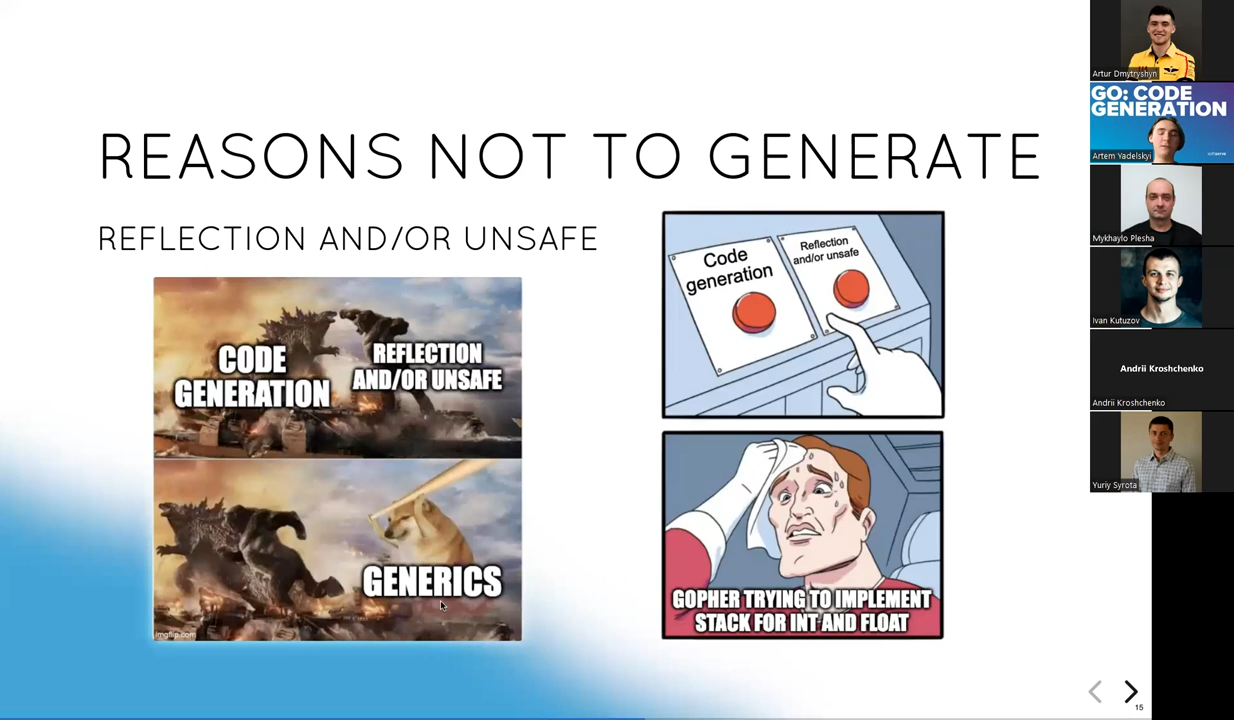 REASONS NOT TO GENERATE
REFLECTION AND/OR UNSAFE
CODE
GENERATION
REFLECTION
AND/OR UNSAFE
GENERICS
imgflip.com
Code
generation
Reflection
and/or unsafe
GOPHER TRYING TO IMPLEMENT
STACK FOR INT AND FLOAT
15
Artur Dmytryshyn
GO: CODE
GENERATION
Artem Yadelskyi
Mykhaylo Plesha
Ivan Kutuzov
Andrii Kroshchenko
Andrii Kroshchenko
Yuriy Syrota